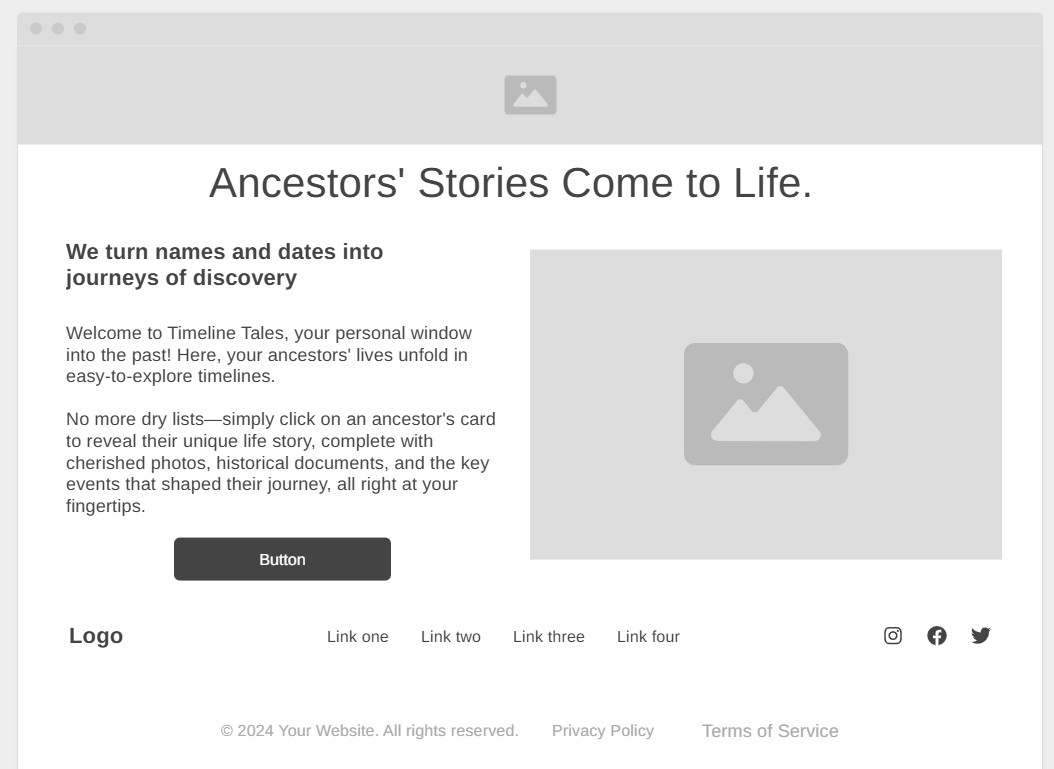 Ancestors' Stories Come to Life.
We turn names and dates into
journeys of discovery
Welcome to Timeline Tales, your personal window
into the past! Here, your ancestors' lives unfold in
easy-to-explore timelines.
No more dry lists—simply click on an ancestor's card
to reveal their unique life story, complete with
cherished photos, historical documents, and the key
events that shaped their journey, all right at your
fingertips.
Button
Logo Link one Link two Link three Link four
© 2024 Your Website. All rights reserved. Privacy Policy Terms of Service